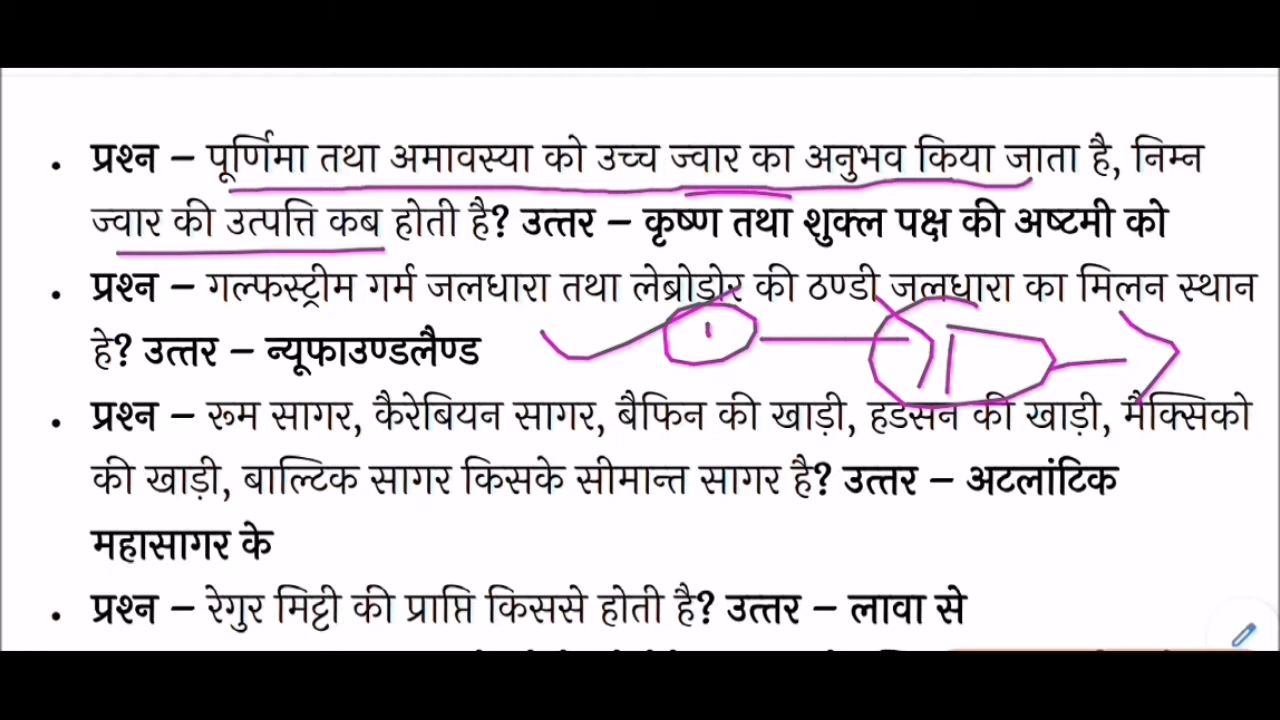 • प्रश्न – पूर्णिमा तथा अमावस्या को उच्च ज्वार का अनुभव किया जाता है, निम्न
ज्वार की उत्पत्ति कब होती है? उत्तर – कृष्ण तथा शुक्ल पक्ष की अष्टमी को
• प्रश्न – गल्फस्ट्रीम गर्म जलधारा तथा लेब्रोडोर की ठण्डी जलधारा का मिलन स्थान
हे? उत्तर – न्यूफाउण्डलैण्ड
• प्रश्न – रूम सागर, कैरेबियन सागर, बैफिन की खाड़ी, हडसन की खाड़ी, मैक्सिको
की खाड़ी, बाल्टिक सागर किसके सीमान्त सागर है? उत्तर – अटलांटिक
महासागर के
• प्रश्न – रेगुर मिट्टी की प्राप्ति किससे होती है? उत्तर – लावा से